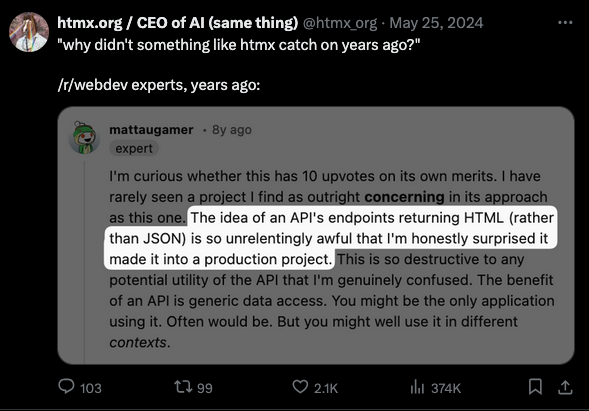 htmx.org / CEO of AI (same thing) @htmx_org · May 25, 2024
"why didn't something like htmx catch on years ago?"
/r/webdev experts, years ago:
mattaugamer · 8y ago
expert
I'm curious whether this has 10 upvotes on its own merits. I have
rarely seen a project I find as outright concerning in its approach
as this one. The idea of an API's endpoints returning HTML (rather
than JSON) is so unrelentingly awful that I'm honestly surprised it
made it into a production project. This is so destructive to any
potential utility of the API that I'm genuinely confused. The benefit
of an API is generic data access. You might be the only application
using it. Often would be. But you might well use it in different
contexts.
103 99 2.1K 374K